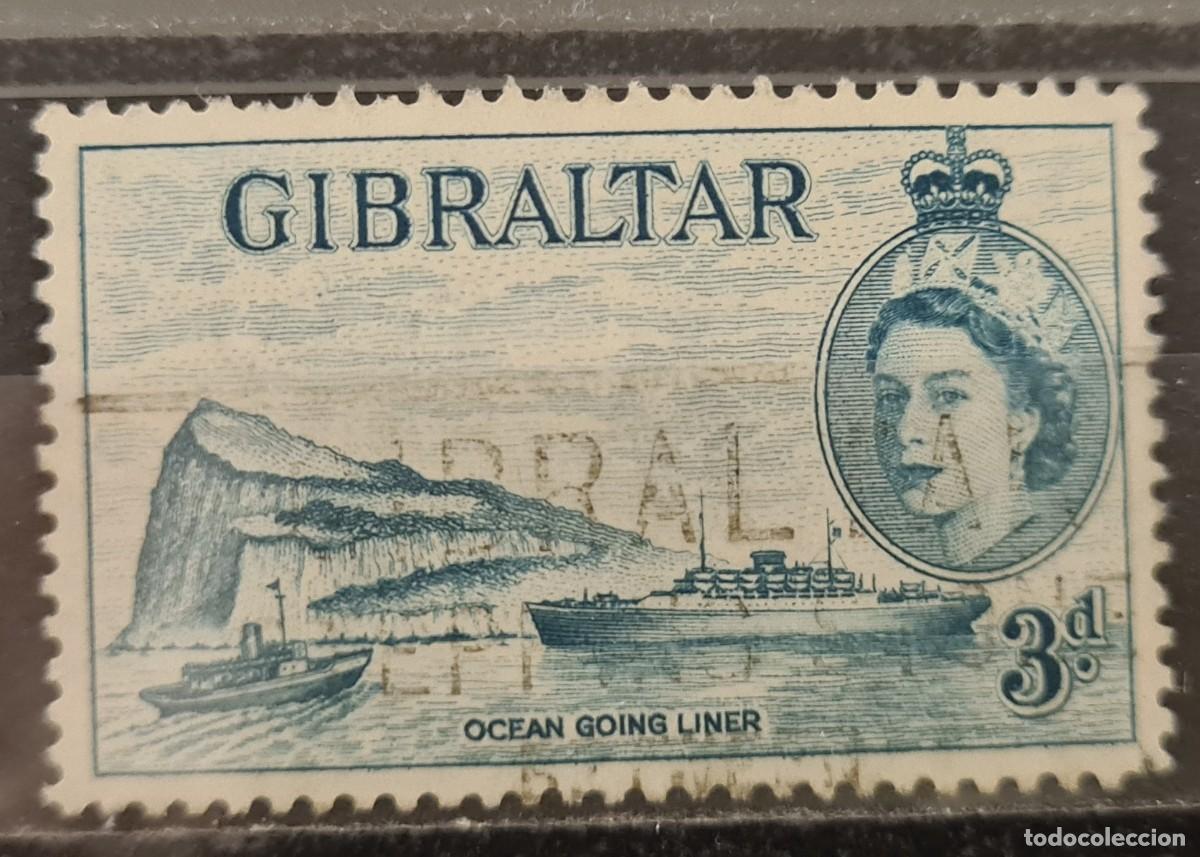 GIBRALTAR
3d.
OCEAN GOING LINER
todocoleccion